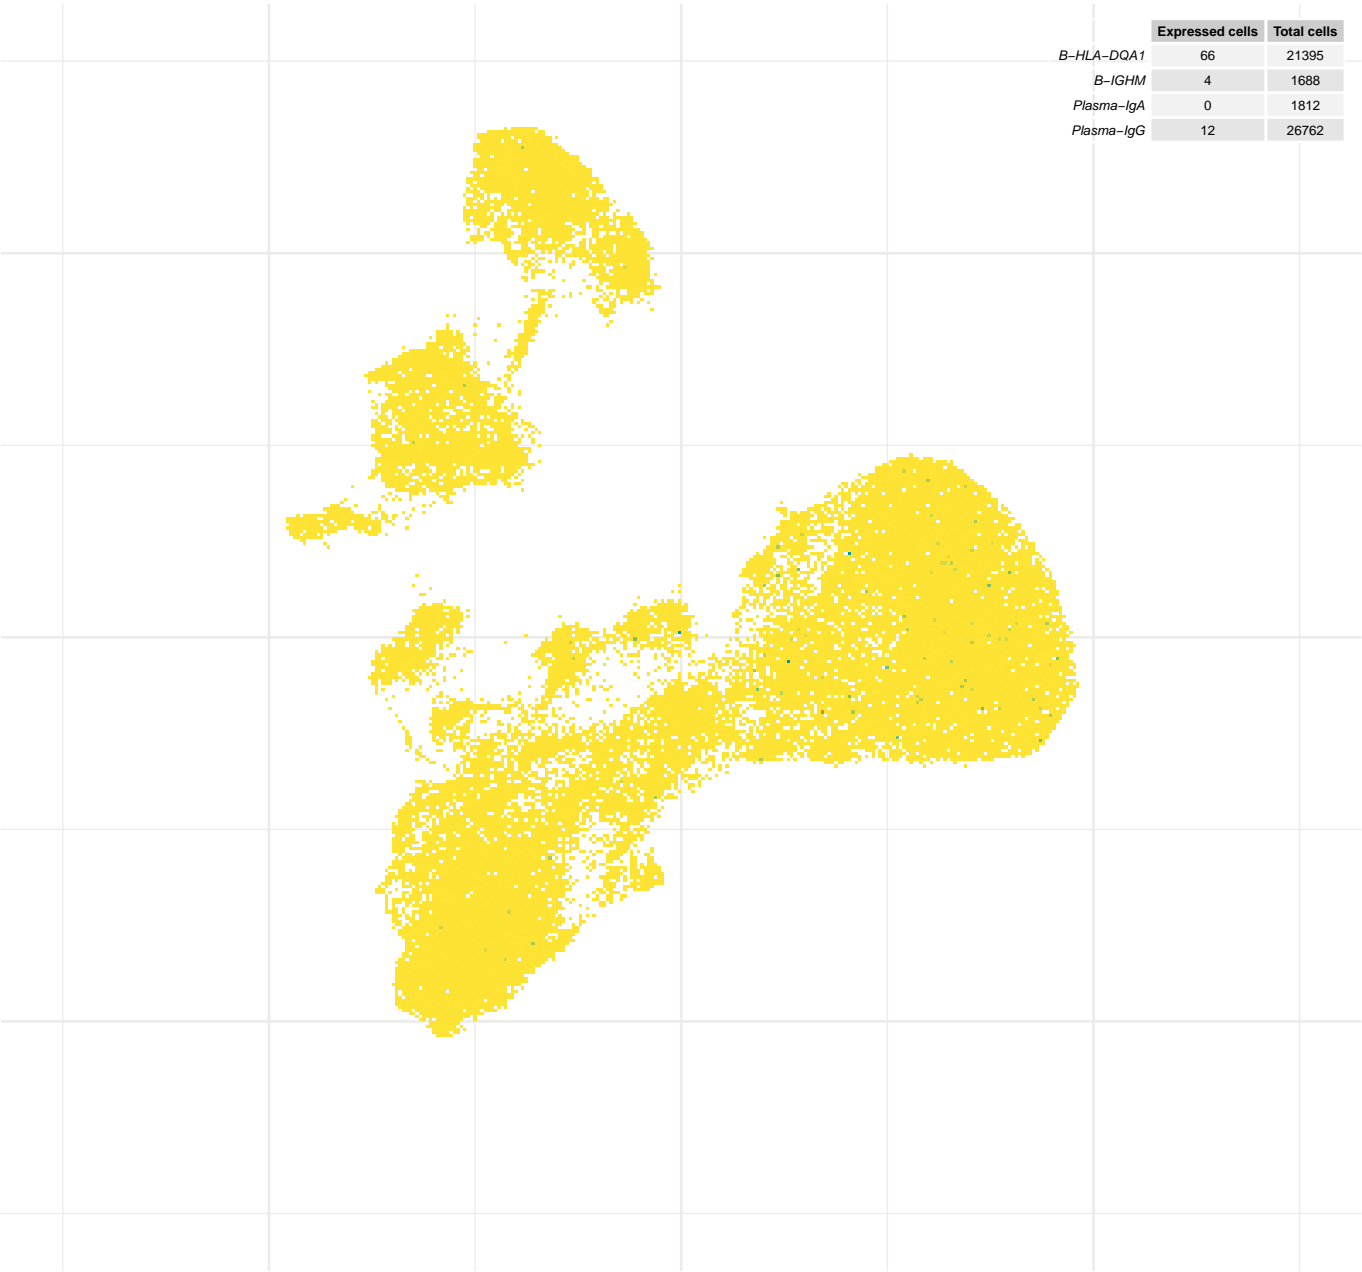 Expressed cells Total cells
B−HLA−DQA1 66 21395
B−IGHM 4 1688
Plasma−IgA 0 1812
Plasma−IgG 12 26762